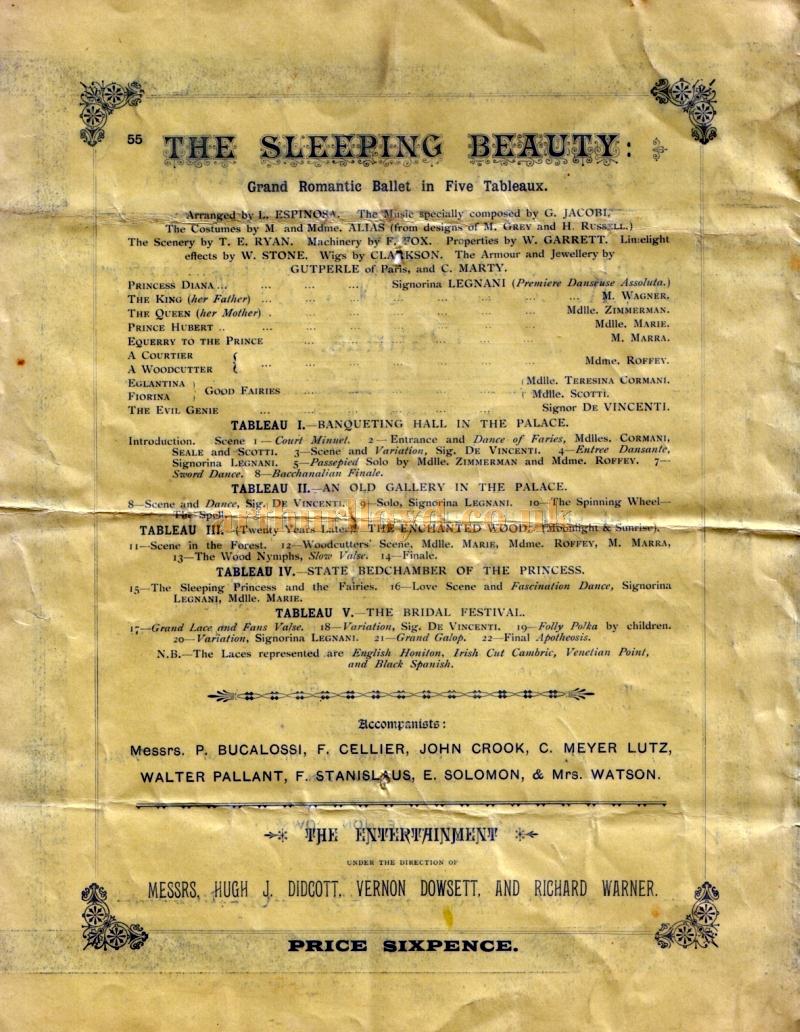 55 THE SLEEPING BEAUTY:
Grand Romantic Ballet in Five Tableaux.
Arranged by L. ESPINOSA. The Music specially composed by G. JACOBI.
The Costumes by M. and Mdme. ALIAS (from designs of M. GREY and H. RUSSELL.)
The Scenery by T. E. RYAN. Machinery by F. FOX. Properties by W. GARRETT. Limelight
effects by W. STONE. Wigs by CLARKSON. The Armour and Jewellery by
GUTPERLE of Paris, and C. MARTY.
PRINCESS DIANA... ... ... ... Signorina LEGNANI (Premiere Danseuse Assoluta.)
THE KING (her Father) ... ... ... ... ... ... ... M. WAGNER.
THE QUEEN (her Mother) . ... ... ... ... ... Mdlle. ZIMMERMAN.
PRINCE HUBERT .. ... ... ... ... ... ... Mdlle. MARIE.
EQUERRY TO THE PRINCE ... ... ... ... ... M. MARRA.
A COURTIER
A WOODCUTTER } ... ... ... ... ... ... Mdme. ROFFEY.
EGLANTINA } GOOD FAIRIES ... ... ... ... { Mdlle. TERESINA CORMANI.
FIORINA { Mdlle. SCOTTI.
THE EVIL GENIE ... ... ... ... ... ... Signor DE VINCENTI.
TABLEAU I.—BANQUETING HALL IN THE PALACE.
Introduction. Scene 1—Court Minuet. 2—Entrance and Dance of Faries, Mdlles. CORMANI,
SEALE and SCOTTI. 3—Scene and Variation, Sig. DE VINCENTI. 4—Entree Dansante,
Signorina LEGNANI. 5—Passepied Solo by Mdlle. ZIMMERMAN and Mdme. ROFFEY. 7—
Sword Dance. 8—Bacchanalian Finale.
TABLEAU II.—AN OLD GALLERY IN THE PALACE.
8—Scene and Dance, Sig. DE VINCENTI. 9—Solo, Signorina LEGNANI. 10—The Spinning Wheel—
The Spell.
TABLEAU III. (Twenty Years Later)—THE ENCHANTED WOOD. (Moonlight & Sunrise).
11—Scene in the Forest. 12—Woodcutters' Scene, Mdlle. MARIE, Mdme. ROFFEY, M. MARRA,
13—The Wood Nymphs, Slow Valse. 14—Finale.
TABLEAU IV.—STATE BEDCHAMBER OF THE PRINCESS.
15—The Sleeping Princess and the Fairies. 16—Love Scene and Fascination Dance, Signorina
LEGNANI, Mdlle. MARIE.
TABLEAU V.—THE BRIDAL FESTIVAL.
17—Grand Lace and Fans Valse. 18—Variation, Sig. DE VINCENTI. 19—Folly Polka by children.
20—Variation, Signorina LEGNANI. 21—Grand Galop. 22—Final Apotheosis.
N.B.—The Laces represented are English Honiton, Irish Cut Cambric, Venetian Point,
and Black Spanish.
Accompanists:
Messrs. P. BUCALOSSI, F. CELLIER, JOHN CROOK, C. MEYER LUTZ,
WALTER PALLANT, F. STANISLAUS, E. SOLOMON, & Mrs. WATSON.
THE ENTERTAINMENT
UNDER THE DIRECTION OF
MESSRS. HUGH J. DIDCOTT, VERNON DOWSETT, AND RICHARD WARNER.
PRICE SIXPENCE.